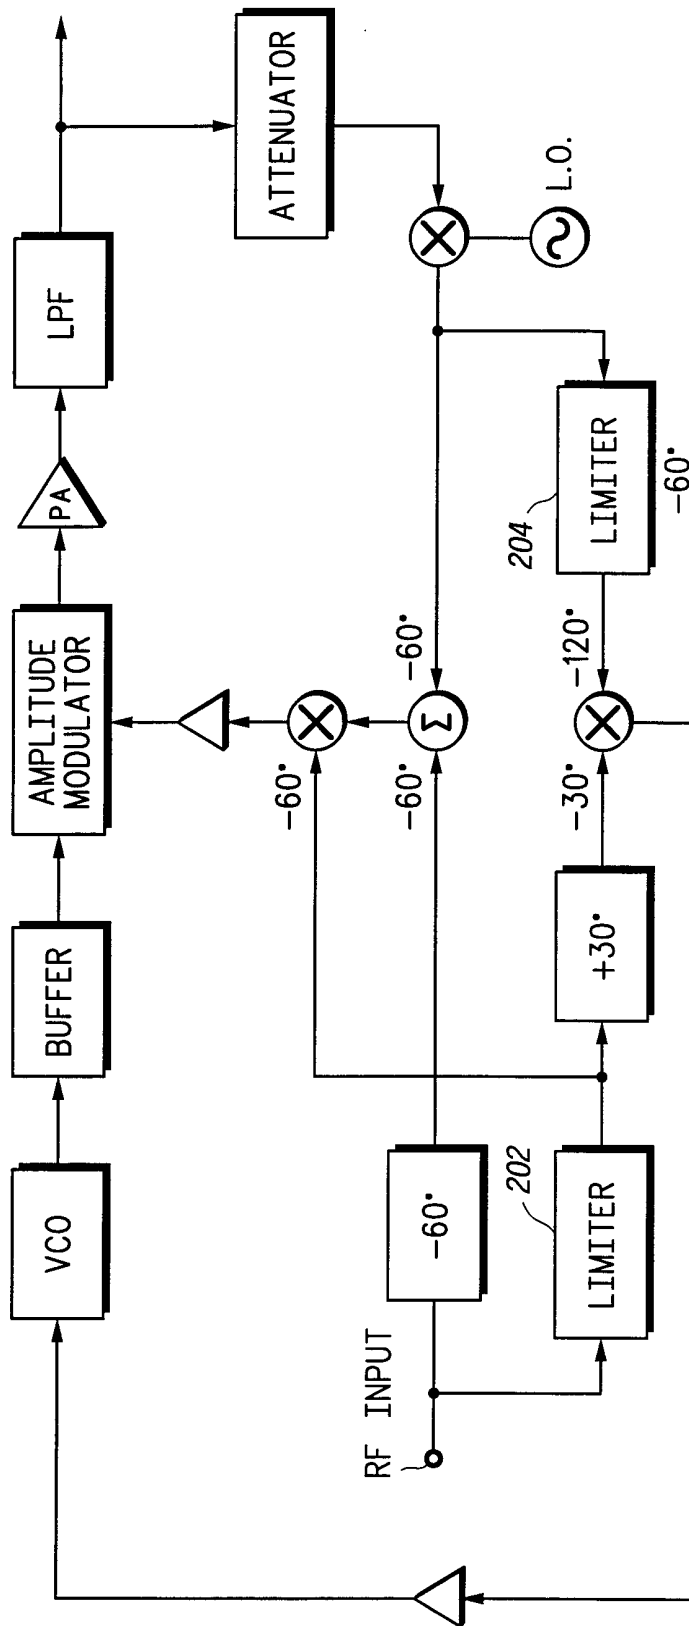 VCO
BUFFER
AMPLITUDE
MODULATOR
PA
LPF
ATTENUATOR
L.O.
-60°
-60°
-60°
Σ
RF INPUT
-60°
202
LIMITER
+30°
-30°
-120°
204
LIMITER
-60°